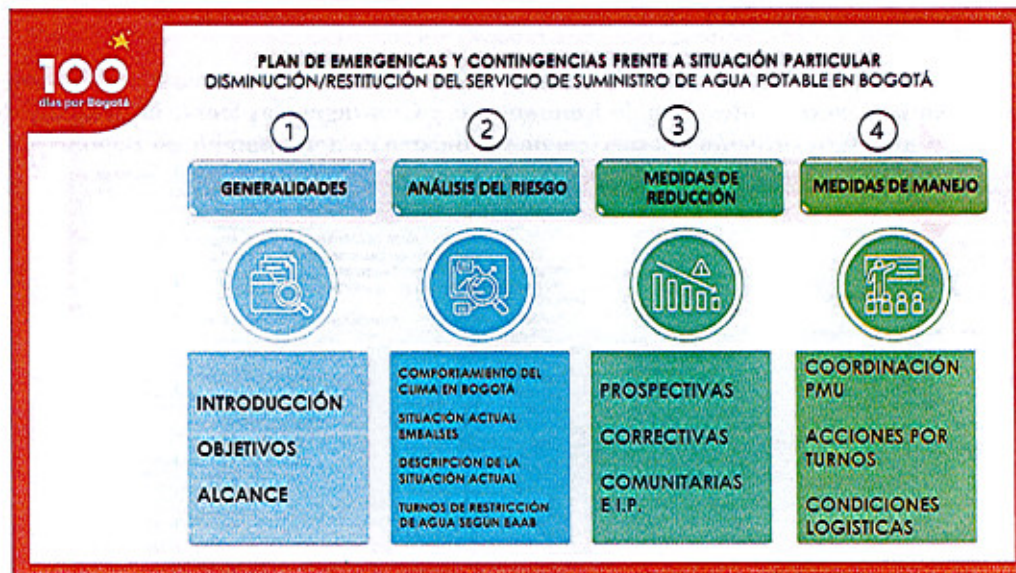 100
días por Bogotá
PLAN DE EMERGENICAS Y CONTINGENCIAS FRENTE A SITUACIÓN PARTICULAR
DISMINUCIÓN/RESTITUCIÓN DEL SERVICIO DE SUMINISTRO DE AGUA POTABLE EN BOGOTÁ
1
2
3
4
GENERALIDADES
ANÁLISIS DEL RIESGO
MEDIDAS DE
REDUCCIÓN
MEDIDAS DE MANEJO
INTRODUCCIÓN
OBJETIVOS
ALCANCE
COMPORTAMIENTO DEL
CLIMA EN BOGOTÁ
SITUACIÓN ACTUAL
EMBALSES
DESCRIPCIÓN DE LA
SITUACIÓN ACTUAL
TURNOS DE RESTRICCIÓN
DE AGUA SEGÚN EAAB
PROSPECTIVAS
CORRECTIVAS
COMUNITARIAS
E I.P.
COORDINACIÓN
PMU
ACCIONES POR
TURNOS
CONDICIONES
LOGISTICAS